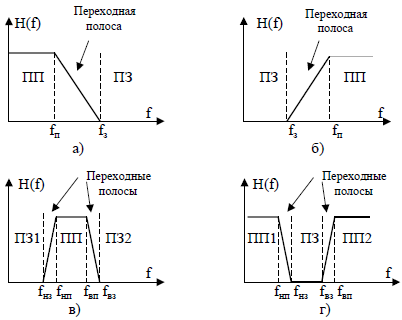 H(f)
Переходная
полоса
ПП
ПЗ
fп
fз
f
а)
H(f)
Переходная
полоса
ПЗ
ПП
fз
fп
f
б)
H(f)
Переходные
полосы
ПЗ1
ПП
ПЗ2
f
fнз
fнп
fвп
fвз
в)
H(f)
Переходные
полосы
ПП1
ПЗ
ПП2
f
fнп
fнз
fвз
fвп
г)